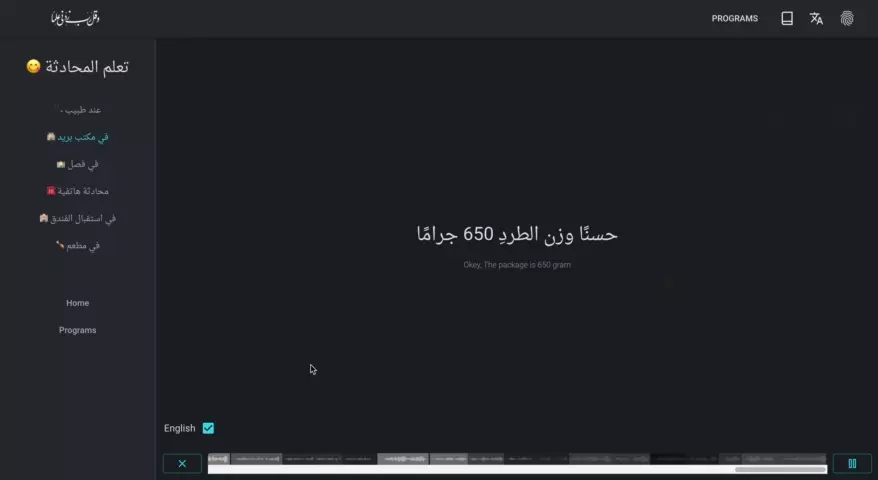 وقل رب زدني علما
PROGRAMS
تعلم المحادثة
عند طبيب
في مكتب بريد
في فصل
محادثة هاتفية
في استقبال الفندق
في مطعم
Home
Programs
حسنًا وزن الطردِ 650 جرامًا
Okey, The package is 650 gram
English